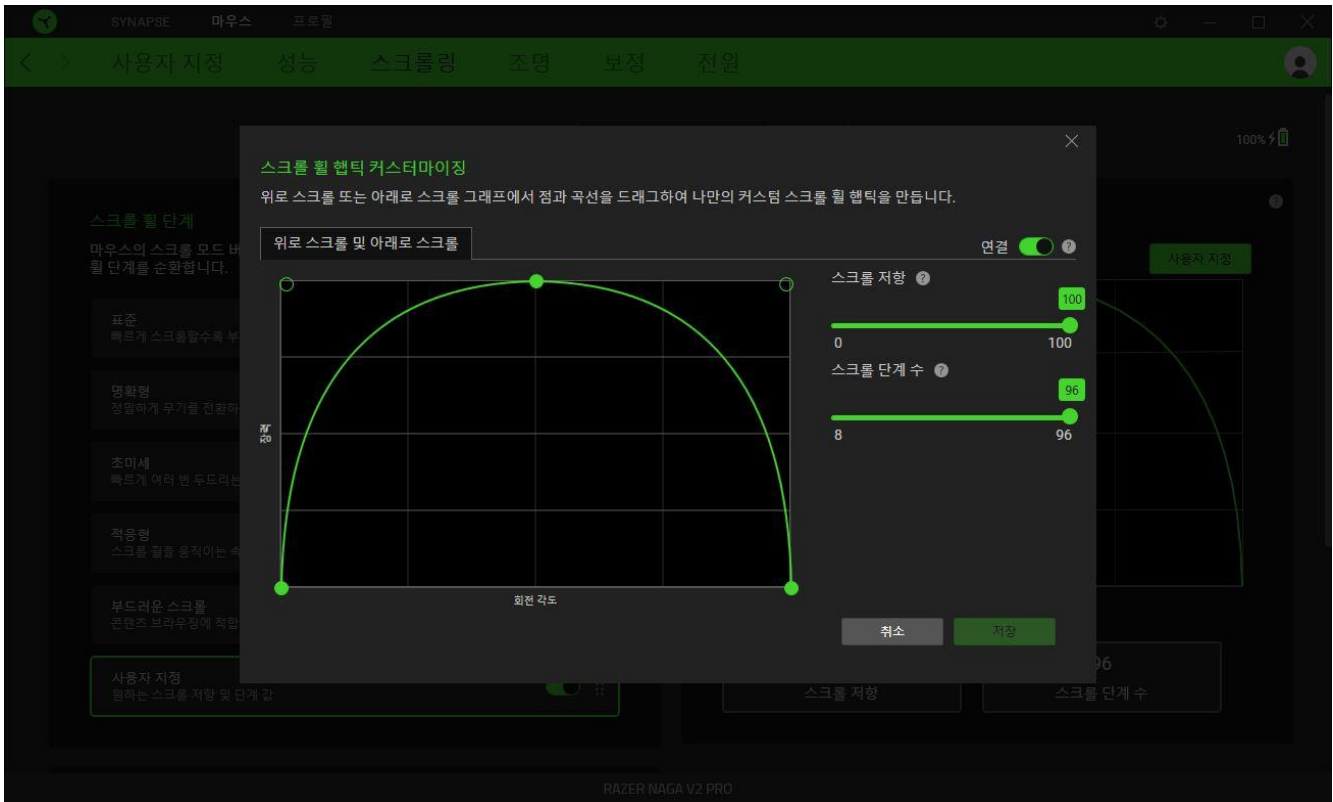 SYNAPSE 마우스 프로필
사용자 지정 성능 스크롤링 조명 보정 전원
100%
스크롤 휠 햅틱 커스터마이징
위로 스크롤 또는 아래로 스크롤 그래프에서 점과 곡선을 드래그하여 나만의 커스텀 스크롤 휠 햅틱을 만듭니다.
위로 스크롤 및 아래로 스크롤
연결
스크롤 저항
100
0 100
스크롤 단계 수
96
8 96
장력
회전 각도
취소 저장
스크롤 휠 단계
마우스의 스크롤 모드 버
휠 단계를 순환합니다.
표준
빠르게 스크롤할수록 부
명확형
정밀하게 무기를 전환하
초미세
빠르게 여러 번 두드리는
적응형
스크롤 휠을 움직이는 속
부드러운 스크롤
콘텐츠 브라우징에 적합
사용자 지정
원하는 스크롤 저항 및 단계 값
사용자 지정
96
스크롤 저항 스크롤 단계 수
RAZER NAGA V2 PRO